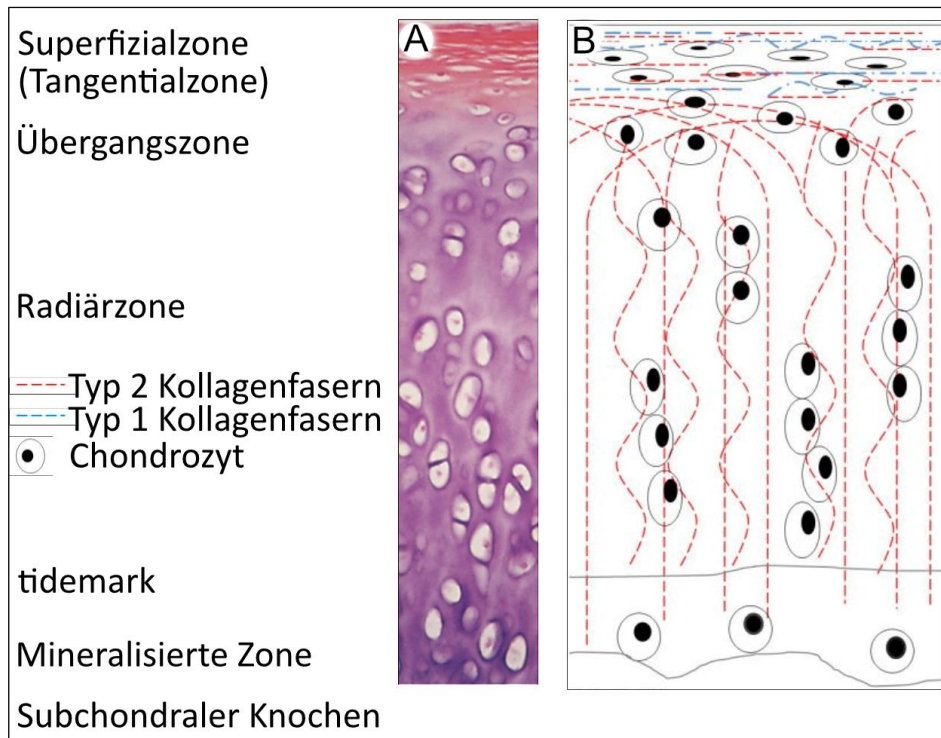 Superfizialzone
(Tangentialzone)
Übergangszone
Radiärzone
Typ 2 Kollagenfasern
Typ 1 Kollagenfasern
Chondrozyt
tidemark
Mineralisierte Zone
Subchondraler Knochen
A
B